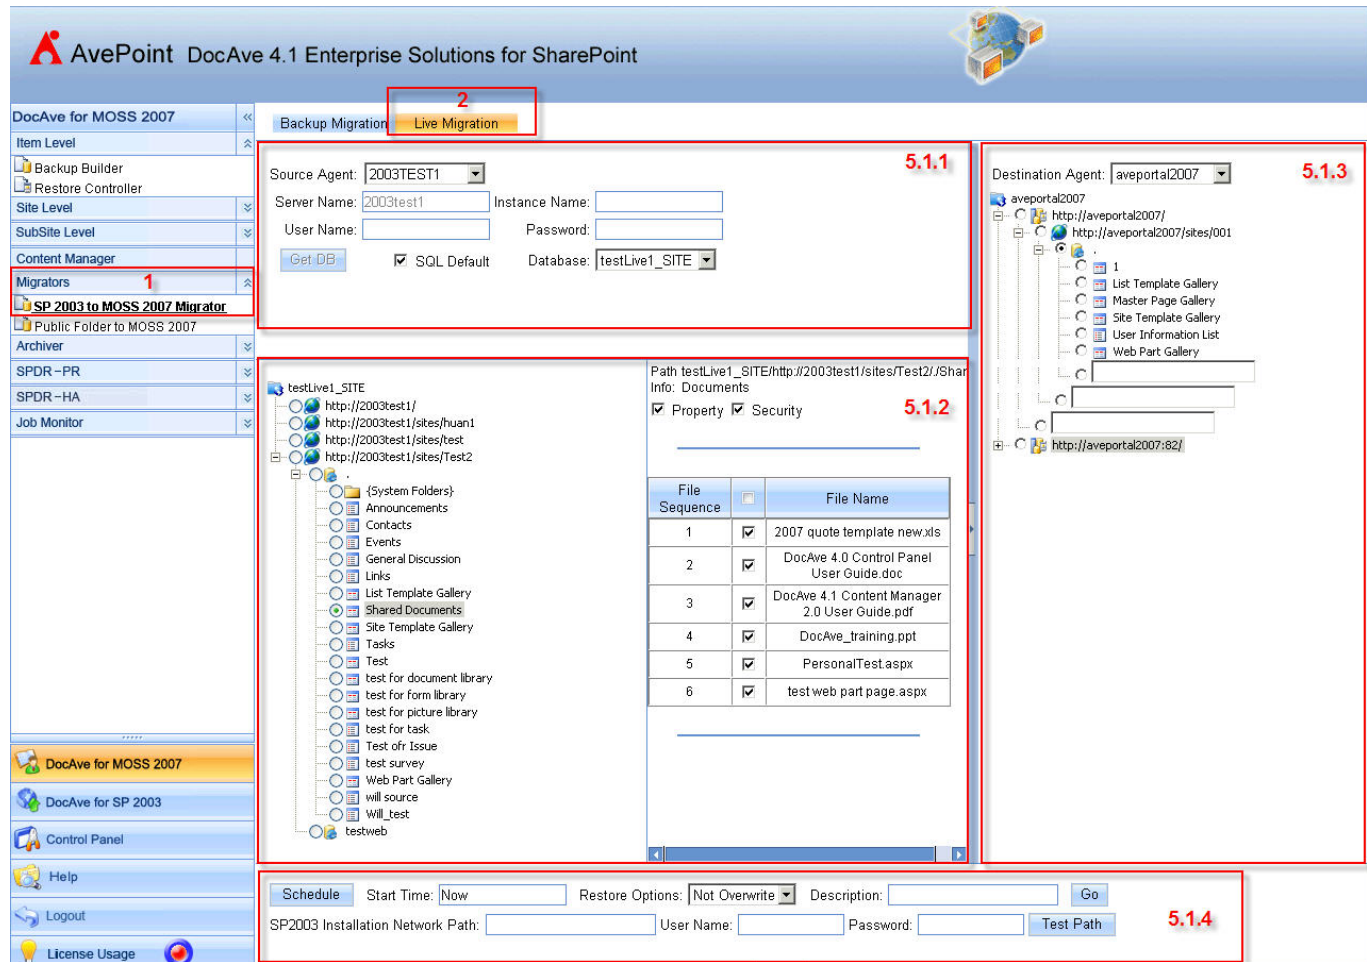 AvePoint DocAve 4.1 Enterprise Solutions for SharePoint
DocAve for MOSS 2007
Item Level
Backup Builder
Restore Controller
Site Level
SubSite Level
Content Manager
Migrators 1
SP 2003 to MOSS 2007 Migrator
Public Folder to MOSS 2007
Archiver
SPDR-PR
SPDR-HA
Job Monitor
DocAve for MOSS 2007
DocAve for SP 2003
Control Panel
Help
Logout
License Usage
2
Backup Migration Live Migration
5.1.1
Source Agent: 2003TEST1
Server Name: 2003test1 Instance Name:
User Name: Password:
Get DB SQL Default Database: testLive1_SITE
testLive1_SITE
http://2003test1/
http://2003test1/sites/huan1
http://2003test1/sites/test
http://2003test1/sites/Test2
.
{System Folders}
Announcements
Contacts
Events
General Discussion
Links
List Template Gallery
Shared Documents
Site Template Gallery
Tasks
Test
test for document library
test for form library
test for picture library
test for task
Test ofr Issue
test survey
Web Part Gallery
will source
Will_test
testweb
Path testLive1_SITE/http://2003test1/sites/Test2/./Shar
Info: Documents
Property Security
5.1.2
File Sequence File Name
1 2007 quote template new.xls
2 DocAve 4.0 Control Panel User Guide.doc
3 DocAve 4.1 Content Manager 2.0 User Guide.pdf
4 DocAve_training.ppt
5 PersonalTest.aspx
6 test web part page.aspx
5.1.3
Destination Agent: aveportal2007
aveportal2007
http://aveportal2007/
http://aveportal2007/sites/001
.
1
List Template Gallery
Master Page Gallery
Site Template Gallery
User Information List
Web Part Gallery
http://aveportal2007:82/
Schedule Start Time: Now Restore Options: Not Overwrite Description: Go
SP2003 Installation Network Path: User Name: Password: Test Path
5.1.4